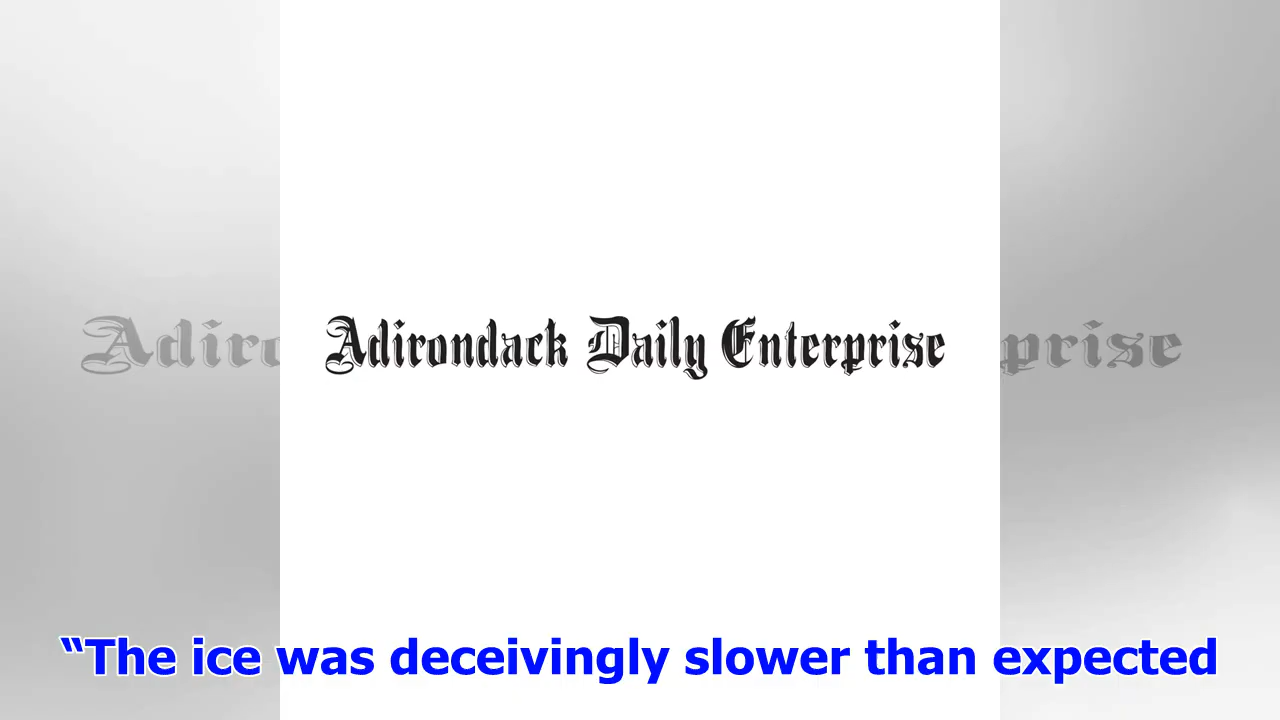 Adirondack Daily Enterprise
“The ice was deceivingly slower than expected